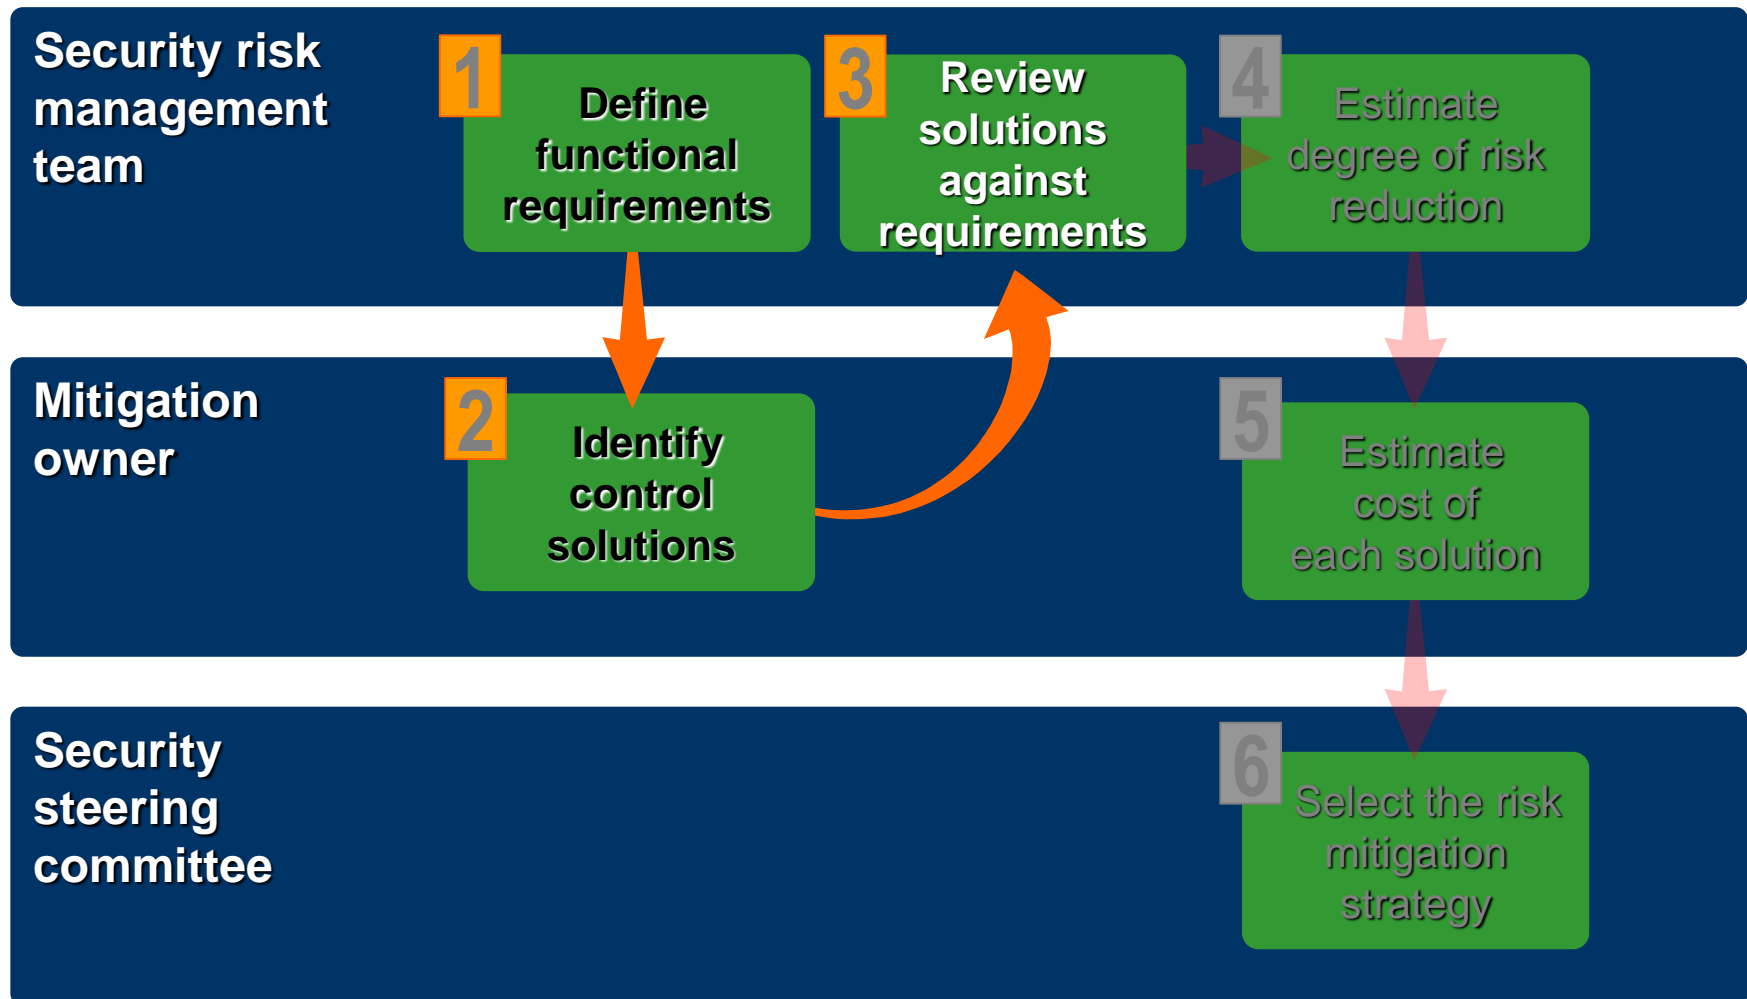 Security risk
management
team
1
Define
functional
requirements
3
Review
solutions
against
requirements
4
Estimate
degree of risk
reduction
Mitigation
owner
2
Identify
control
solutions
5
Estimate
cost of
each solution
Security
steering
committee
6
Select the risk
mitigation
strategy